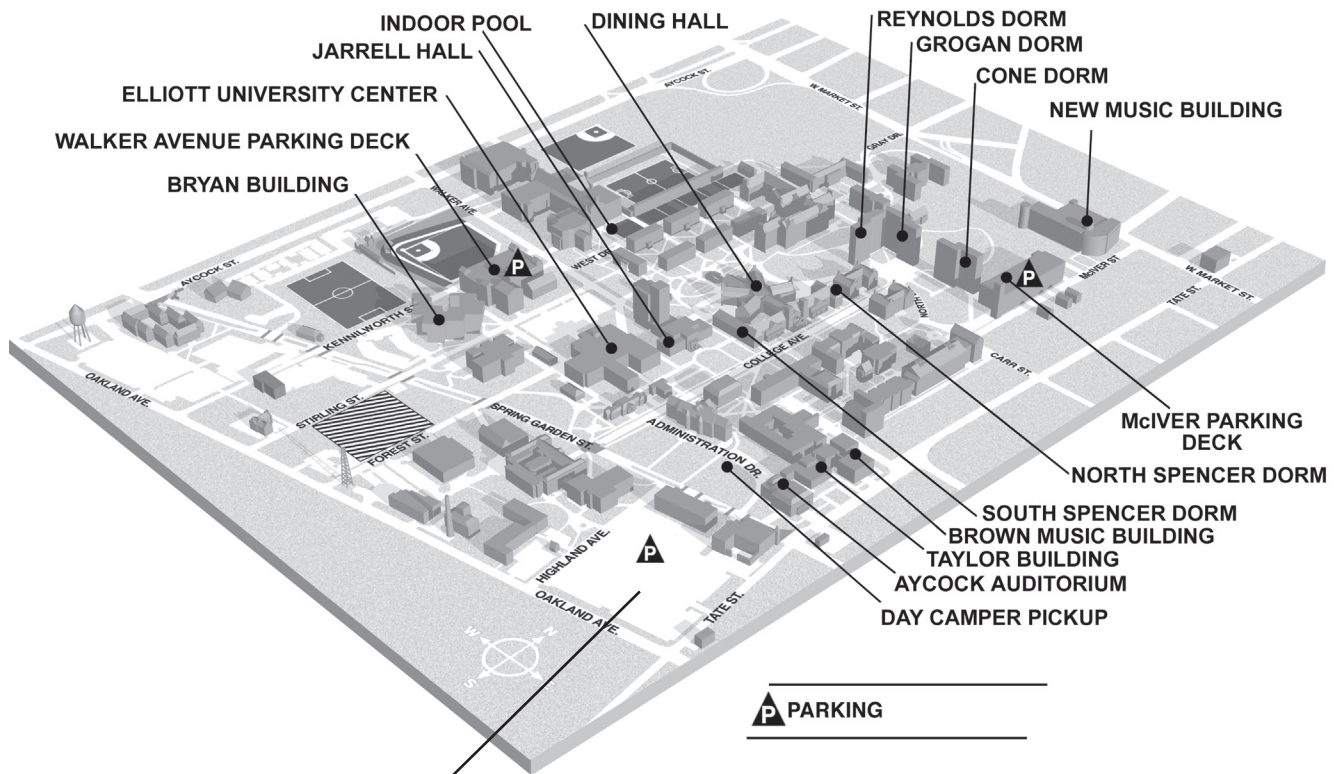 INDOOR POOL
JARRELL HALL
ELLIOTT UNIVERSITY CENTER
WALKER AVENUE PARKING DECK
BRYAN BUILDING
DINING HALL
REYNOLDS DORM
GROGAN DORM
CONE DORM
NEW MUSIC BUILDING
AYCOCK ST.
W. MARKET ST.
GRAY DR.
WALKER AVE.
WEST DR.
AYCOCK ST.
P
P
McIVER ST
W. MARKET ST.
TATE ST.
KENNILWORTH S
COLLEGE AVE.
NORTH
CARR ST.
OAKLAND AVE.
STIRLING ST.
FOREST ST.
SPRING GARDEN ST.
ADMINISTRATION DR.
McIVER PARKING
DECK
NORTH SPENCER DORM
SOUTH SPENCER DORM
BROWN MUSIC BUILDING
TAYLOR BUILDING
AYCOCK AUDITORIUM
DAY CAMPER PICKUP
HIGHLAND AVE.
P
OAKLAND AVE.
TATE ST.
W
N
S
P PARKING